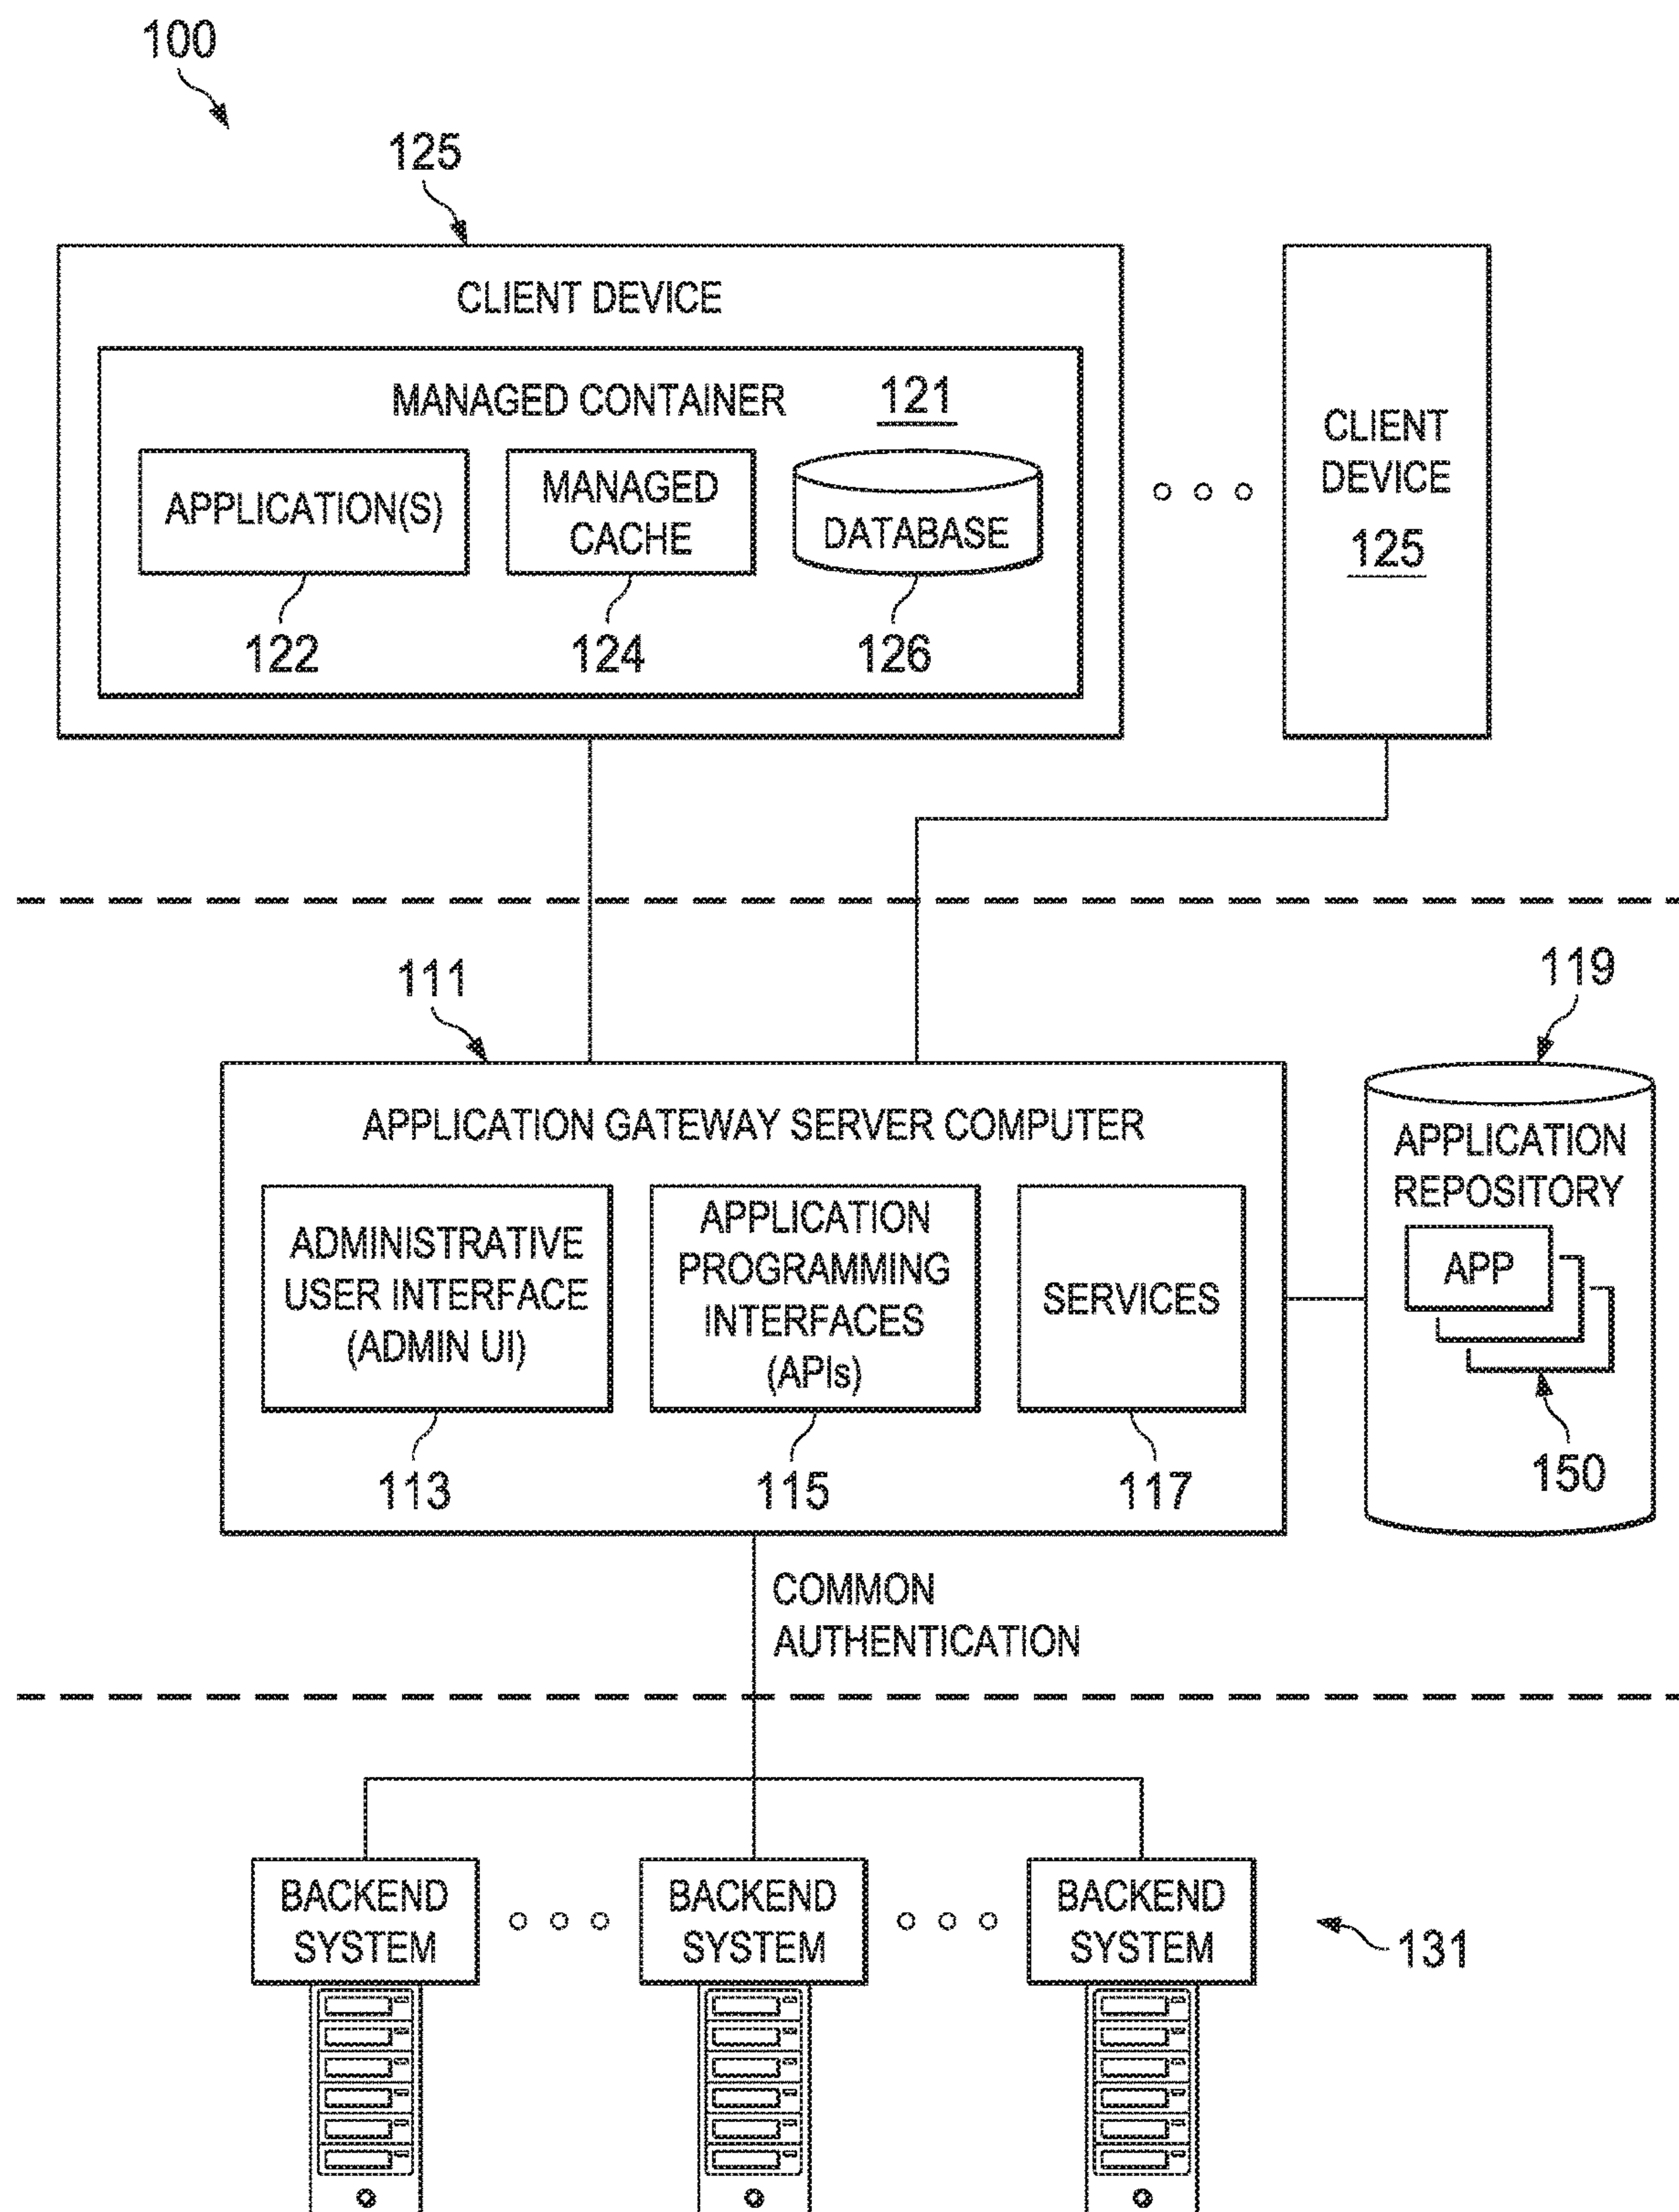 100
125
CLIENT DEVICE
MANAGED CONTAINER 121
APPLICATION(S)
MANAGED
CACHE
DATABASE
122
124
126
CLIENT
DEVICE
125
111
119
APPLICATION GATEWAY SERVER COMPUTER
ADMINISTRATIVE
USER INTERFACE
(ADMIN UI)
APPLICATION
PROGRAMMING
INTERFACES
(APIs)
SERVICES
113
115
117
APPLICATION
REPOSITORY
APP
150
COMMON
AUTHENTICATION
BACKEND
SYSTEM
BACKEND
SYSTEM
BACKEND
SYSTEM
131